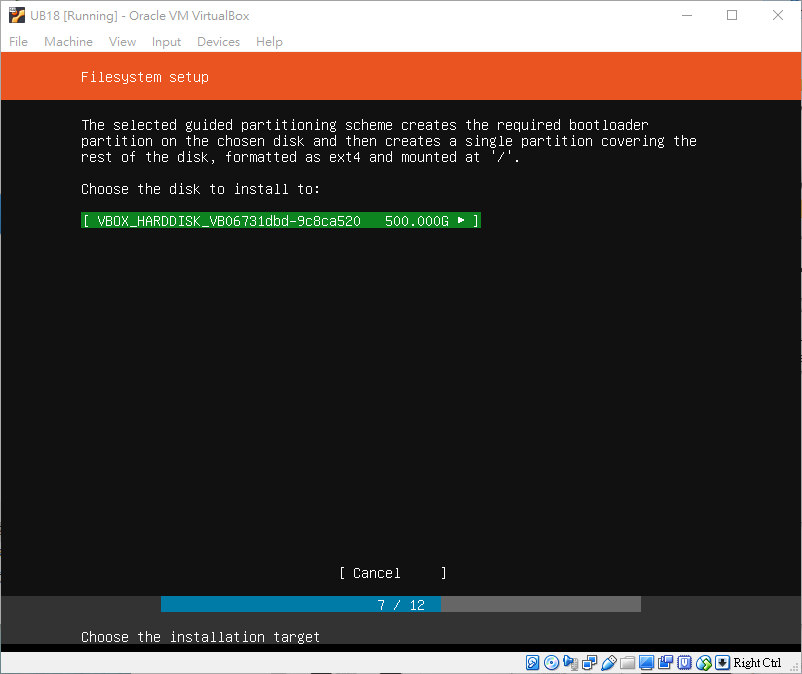 UB18 [Running] - Oracle VM VirtualBox
File Machine View Input Devices Help
Filesystem setup
The selected guided partitioning scheme creates the required bootloader
partition on the chosen disk and then creates a single partition covering the
rest of the disk, formatted as ext4 and mounted at '/'.
Choose the disk to install to:
[ VBOX_HARDDISK_VB06731dbd-9c8ca520 500.000G ▸ ]
[ Cancel ]
7 / 12
Choose the installation target
Right Ctrl